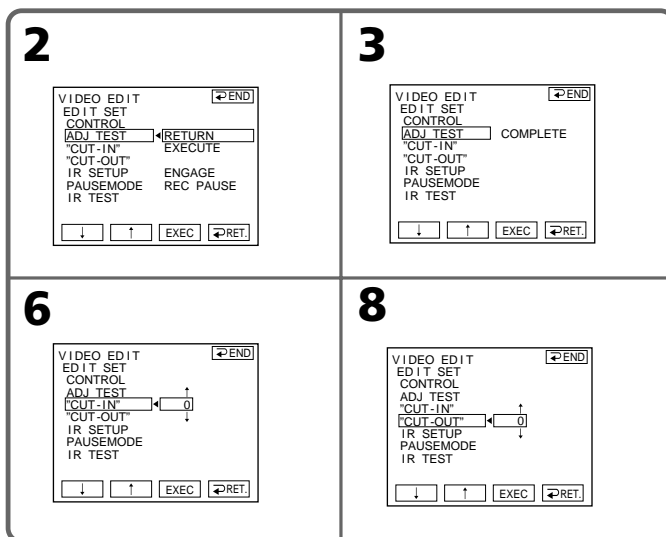 2
VIDEO EDIT ⮌END
EDIT SET
CONTROL
ADJ TEST RETURN
"CUT-IN" EXECUTE
"CUT-OUT"
IR SETUP ENGAGE
PAUSEMODE REC PAUSE
IR TEST
↓ ↑ EXEC ⮌RET.
3
VIDEO EDIT ⮌END
EDIT SET
CONTROL
ADJ TEST COMPLETE
"CUT-IN"
"CUT-OUT"
IR SETUP
PAUSEMODE
IR TEST
↓ ↑ EXEC ⮌RET.
6
VIDEO EDIT ⮌END
EDIT SET
CONTROL
ADJ TEST ↑
"CUT-IN" 0
"CUT-OUT" ↓
IR SETUP
PAUSEMODE
IR TEST
↓ ↑ EXEC ⮌RET.
8
VIDEO EDIT ⮌END
EDIT SET
CONTROL
ADJ TEST
"CUT-IN" ↑
"CUT-OUT" 0
IR SETUP ↓
PAUSEMODE
IR TEST
↓ ↑ EXEC ⮌RET.